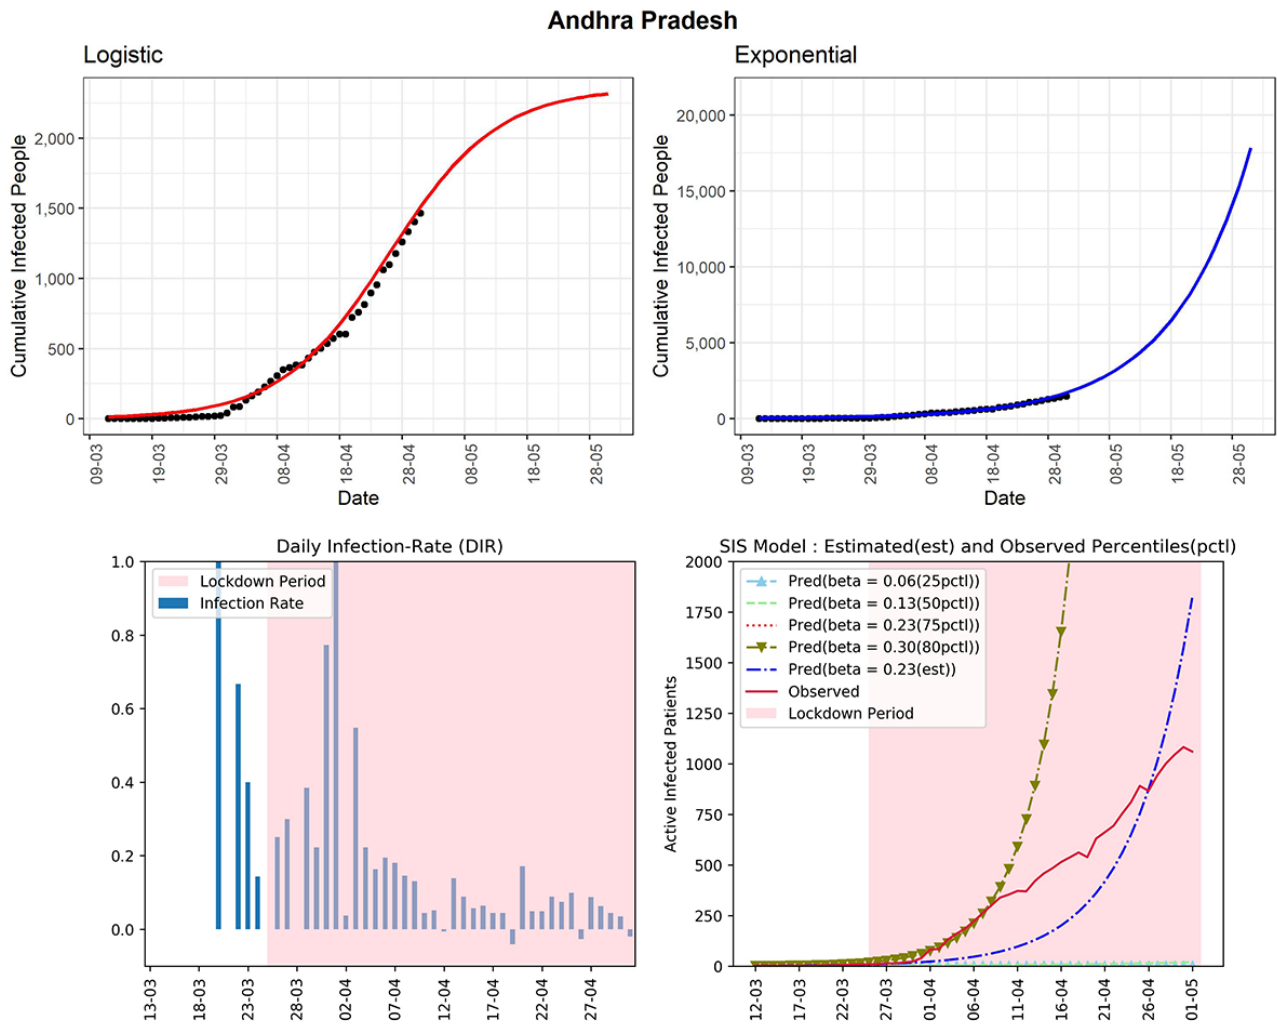 Andhra Pradesh
Logistic
Cumulative Infected People
2,000
1,500
1,000
500
0
09-03 19-03 29-03 08-04 18-04 28-04 08-05 18-05 28-05
Date
Exponential
Cumulative Infected People
20,000
15,000
10,000
5,000
0
09-03 19-03 29-03 08-04 18-04 28-04 08-05 18-05 28-05
Date
Daily Infection-Rate (DIR)
Lockdown Period
Infection Rate
1.0
0.8
0.6
0.4
0.2
0.0
13-03 18-03 23-03 28-03 02-04 07-04 12-04 17-04 22-04 27-04
SIS Model : Estimated(est) and Observed Percentiles(pctl)
Pred(beta = 0.06(25pctl))
Pred(beta = 0.13(50pctl))
Pred(beta = 0.23(75pctl))
Pred(beta = 0.30(80pctl))
Pred(beta = 0.23(est))
Observed
Lockdown Period
Active Infected Patients
2000
1750
1500
1250
1000
750
500
250
0
12-03 17-03 22-03 27-03 01-04 06-04 11-04 16-04 21-04 26-04 01-05